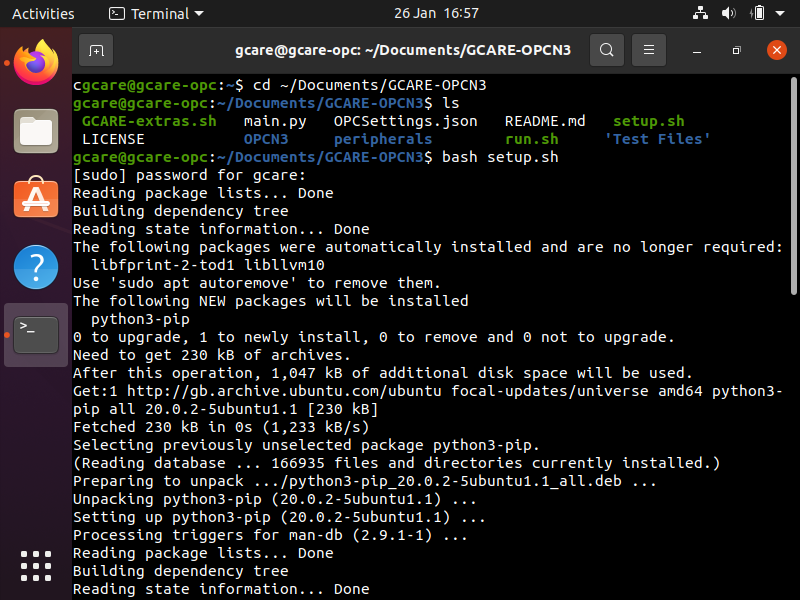 Activities Terminal 26 Jan 16:57
gcare@gcare-opc: ~/Documents/GCARE-OPCN3
cgcare@gcare-opc:~$ cd ~/Documents/GCARE-OPCN3
gcare@gcare-opc:~/Documents/GCARE-OPCN3$ ls
GCARE-extras.sh main.py OPCSettings.json README.md setup.sh
LICENSE OPCN3 peripherals run.sh 'Test Files'
gcare@gcare-opc:~/Documents/GCARE-OPCN3$ bash setup.sh
[sudo] password for gcare:
Reading package lists... Done
Building dependency tree
Reading state information... Done
The following packages were automatically installed and are no longer required:
libfprint-2-tod1 libllvm10
Use 'sudo apt autoremove' to remove them.
The following NEW packages will be installed
python3-pip
0 to upgrade, 1 to newly install, 0 to remove and 0 not to upgrade.
Need to get 230 kB of archives.
After this operation, 1,047 kB of additional disk space will be used.
Get:1 http://gb.archive.ubuntu.com/ubuntu focal-updates/universe amd64 python3-
pip all 20.0.2-5ubuntu1.1 [230 kB]
Fetched 230 kB in 0s (1,233 kB/s)
Selecting previously unselected package python3-pip.
(Reading database ... 166935 files and directories currently installed.)
Preparing to unpack .../python3-pip_20.0.2-5ubuntu1.1_all.deb ...
Unpacking python3-pip (20.0.2-5ubuntu1.1) ...
Setting up python3-pip (20.0.2-5ubuntu1.1) ...
Processing triggers for man-db (2.9.1-1) ...
Reading package lists... Done
Building dependency tree
Reading state information... Done